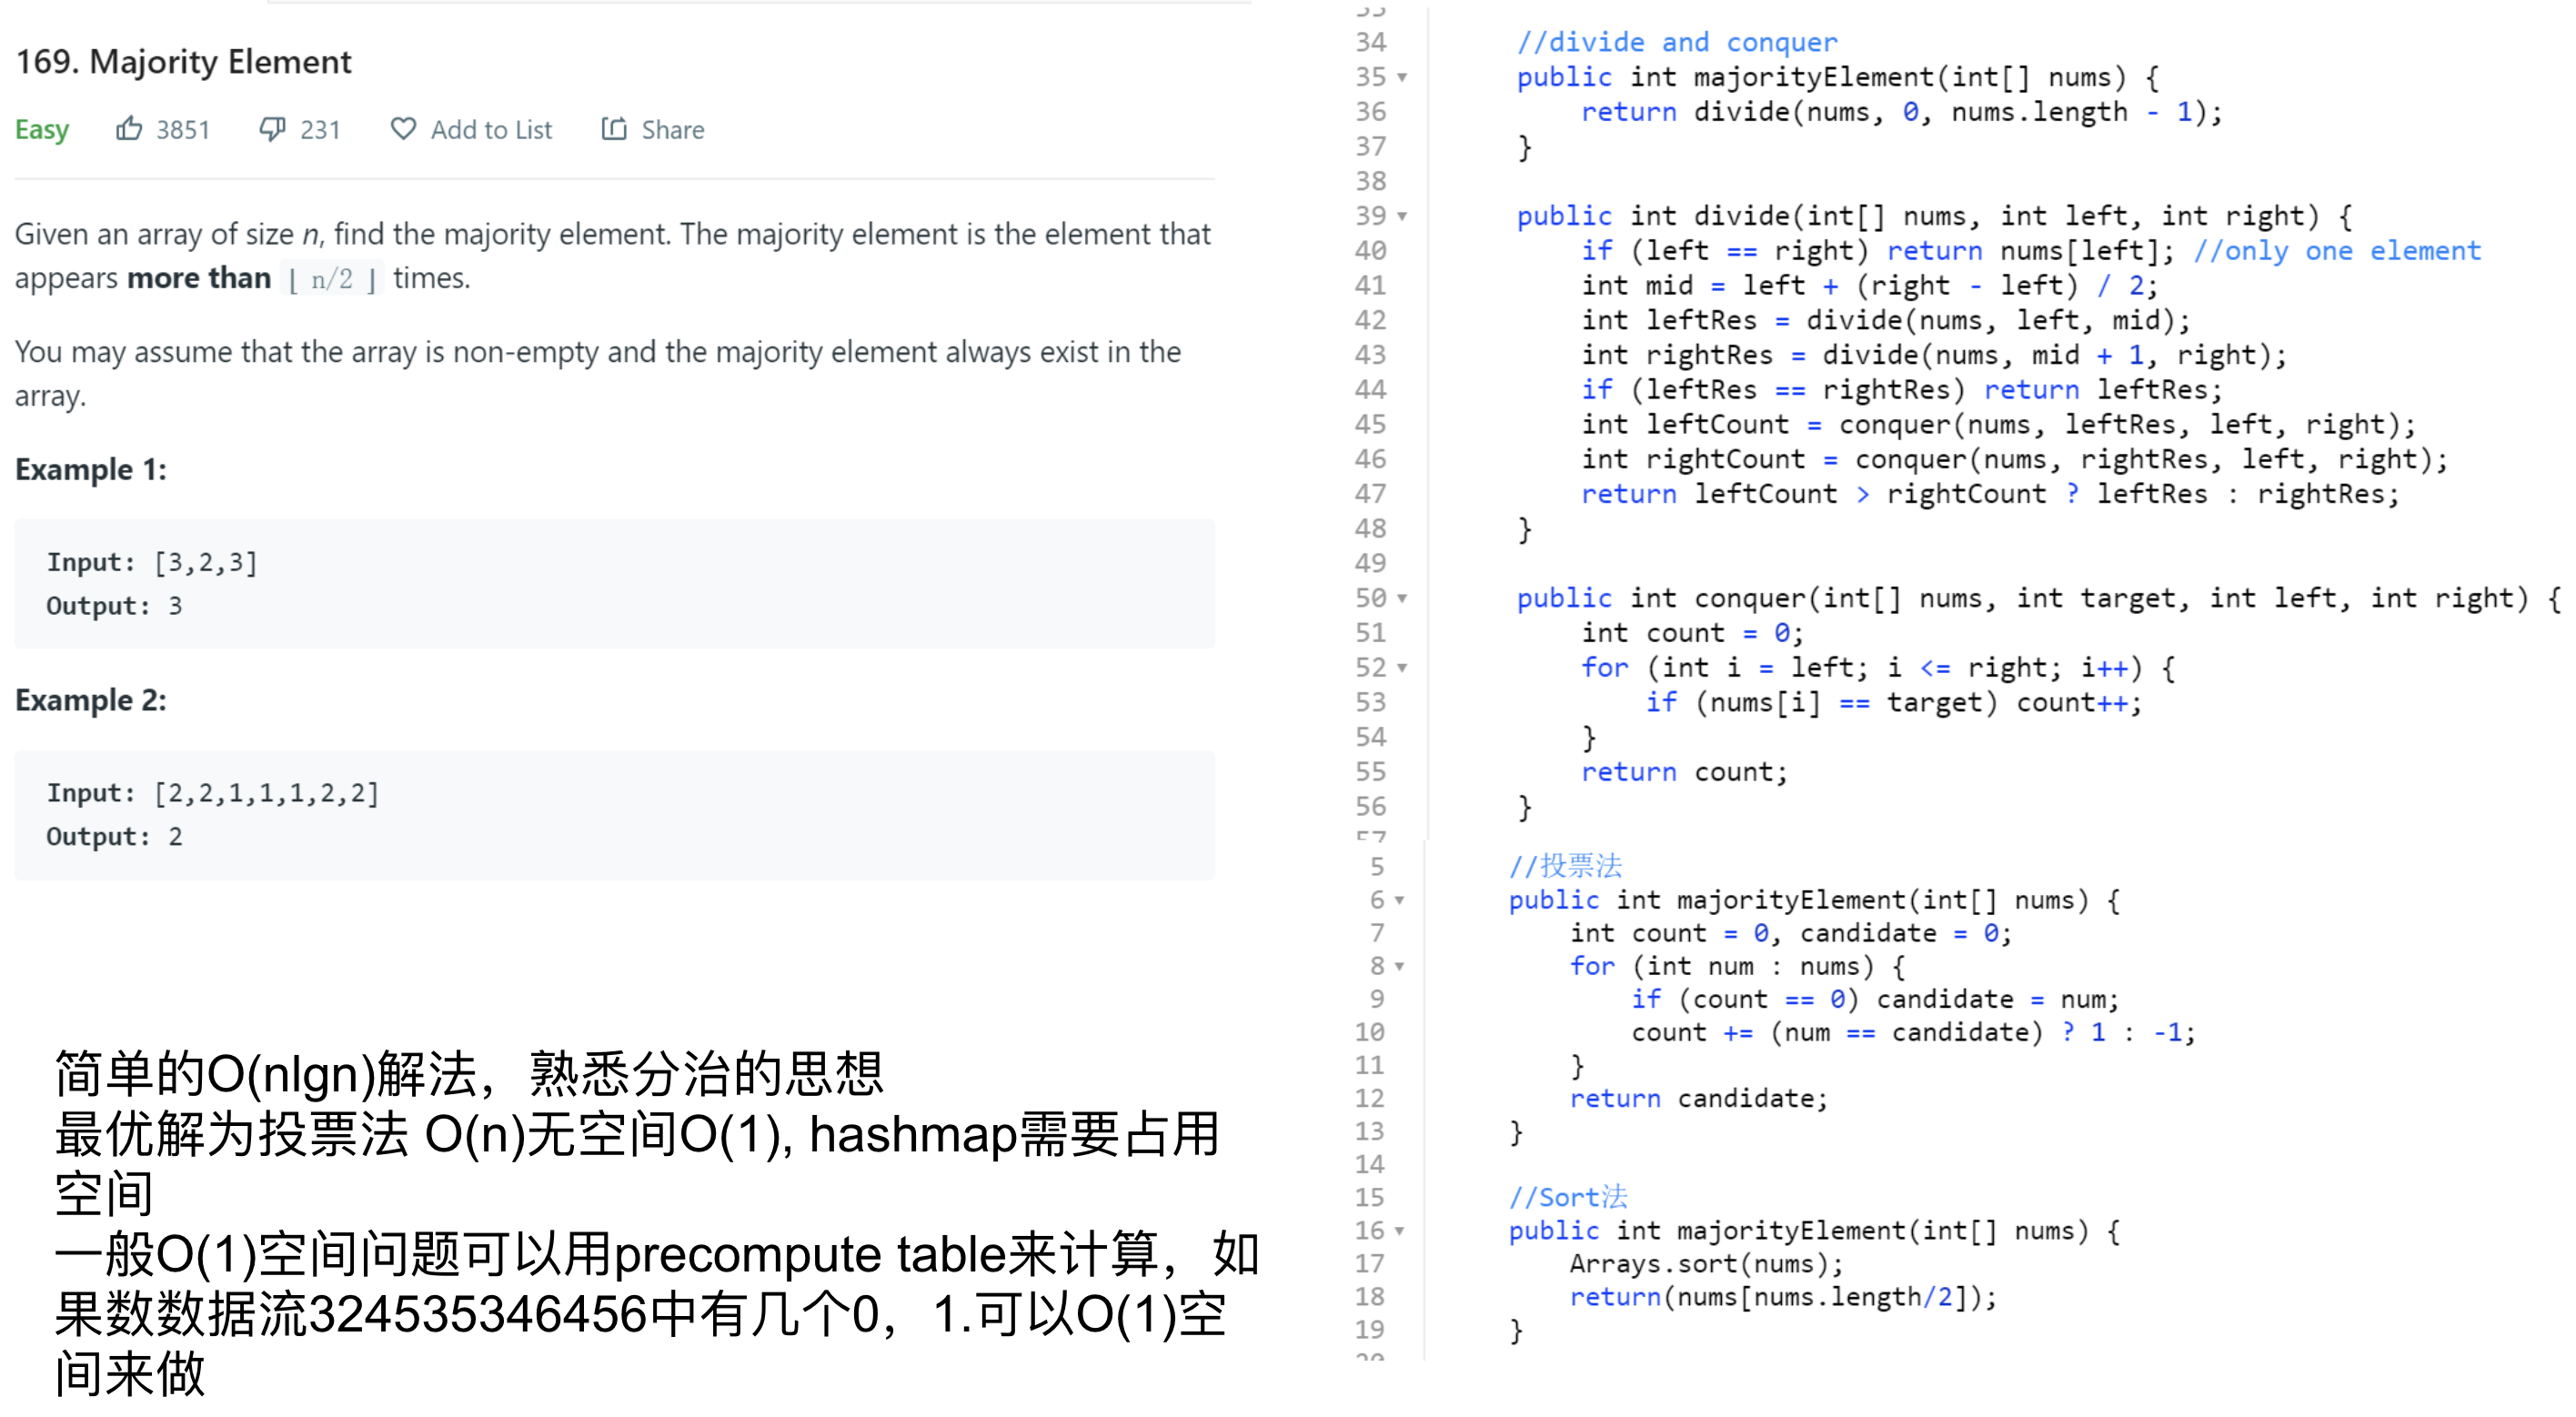 169. Majority Element
Easy 3851 231 Add to List Share
Given an array of size n, find the majority element. The majority element is the element that
appears more than ⌊ n/2 ⌋ times.
You may assume that the array is non-empty and the majority element always exist in the
array.
Example 1:
Input: [3,2,3]
Output: 3
Example 2:
Input: [2,2,1,1,1,2,2]
Output: 2
简单的O(nlgn)解法，熟悉分治的思想
最优解为投票法 O(n)无空间O(1), hashmap需要占用
空间
一般O(1)空间问题可以用precompute table来计算，如
果数数据流324535346456中有几个0，1.可以O(1)空
间来做
33
34 //divide and conquer
35 public int majorityElement(int[] nums) {
36 return divide(nums, 0, nums.length - 1);
37 }
38
39 public int divide(int[] nums, int left, int right) {
40 if (left == right) return nums[left]; //only one element
41 int mid = left + (right - left) / 2;
42 int leftRes = divide(nums, left, mid);
43 int rightRes = divide(nums, mid + 1, right);
44 if (leftRes == rightRes) return leftRes;
45 int leftCount = conquer(nums, leftRes, left, right);
46 int rightCount = conquer(nums, rightRes, left, right);
47 return leftCount > rightCount ? leftRes : rightRes;
48 }
49
50 public int conquer(int[] nums, int target, int left, int right) {
51 int count = 0;
52 for (int i = left; i <= right; i++) {
53 if (nums[i] == target) count++;
54 }
55 return count;
56 }
57
5 //投票法
6 public int majorityElement(int[] nums) {
7 int count = 0, candidate = 0;
8 for (int num : nums) {
9 if (count == 0) candidate = num;
10 count += (num == candidate) ? 1 : -1;
11 }
12 return candidate;
13 }
14
15 //Sort法
16 public int majorityElement(int[] nums) {
17 Arrays.sort(nums);
18 return(nums[nums.length/2]);
19 }
20